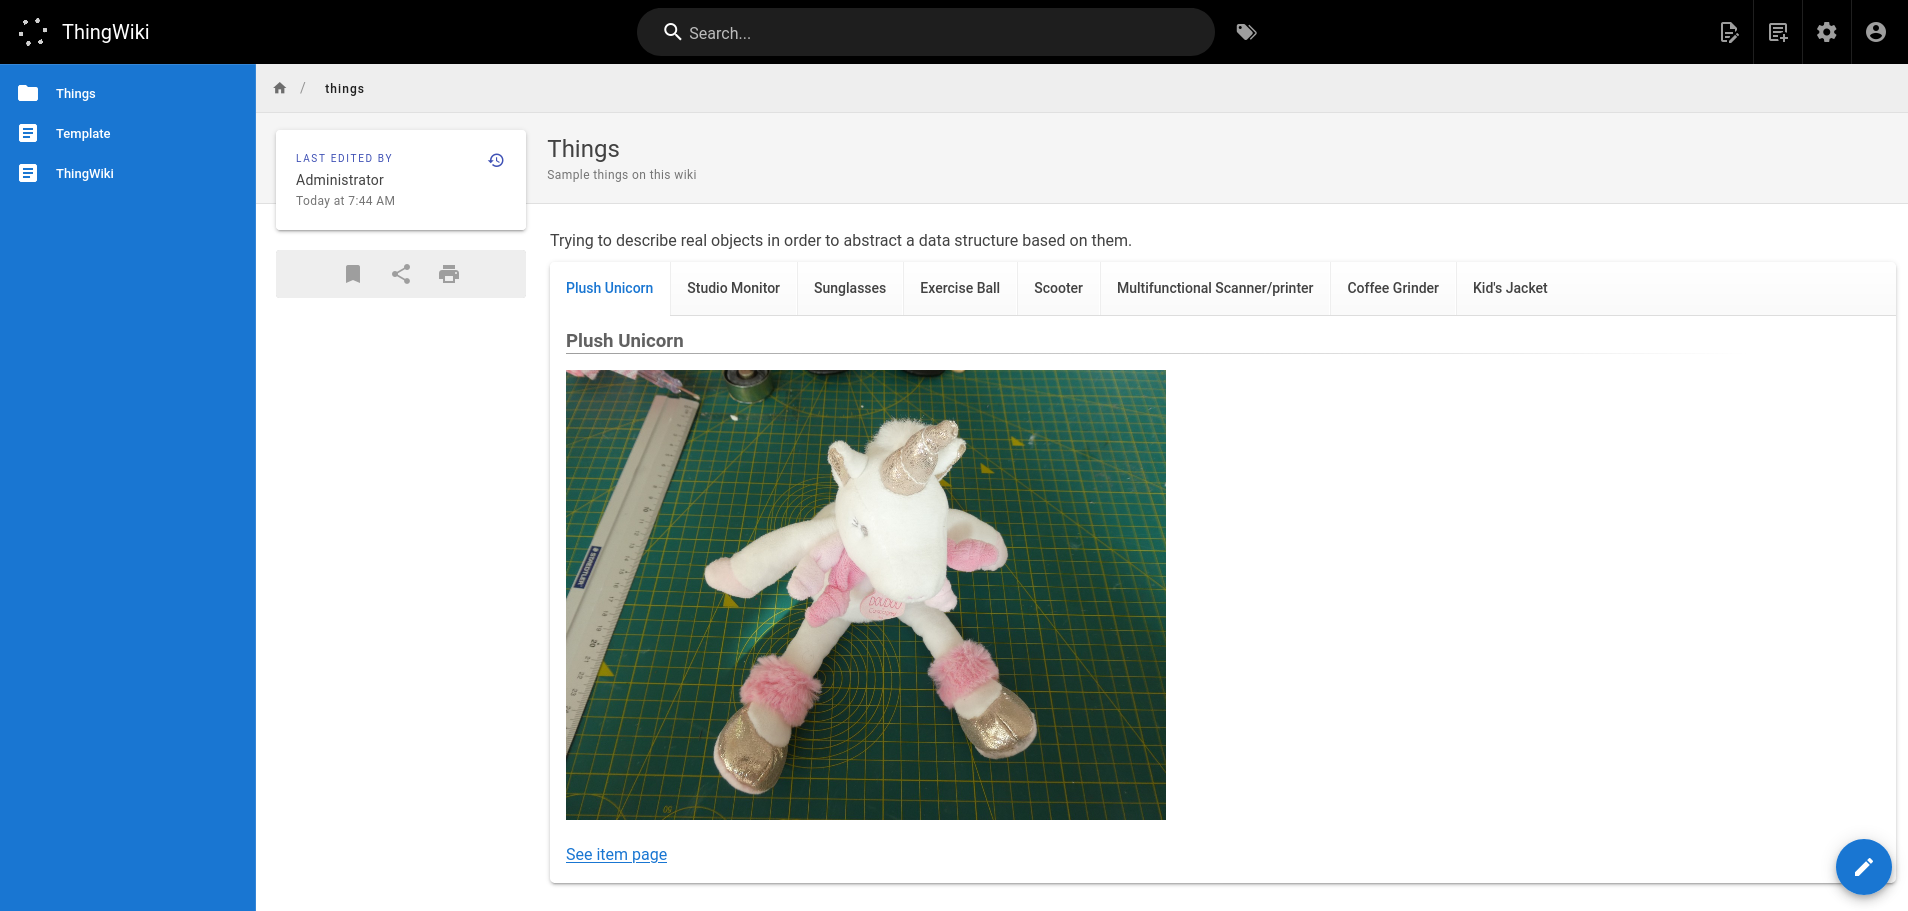 ThingWiki
Search...
Things
Template
ThingWiki
/ things
LAST EDITED BY
Administrator
Today at 7:44 AM
Things
Sample things on this wiki
Trying to describe real objects in order to abstract a data structure based on them.
Plush Unicorn
Studio Monitor
Sunglasses
Exercise Ball
Scooter
Multifunctional Scanner/printer
Coffee Grinder
Kid's Jacket
Plush Unicorn
DOUDOU
See item page